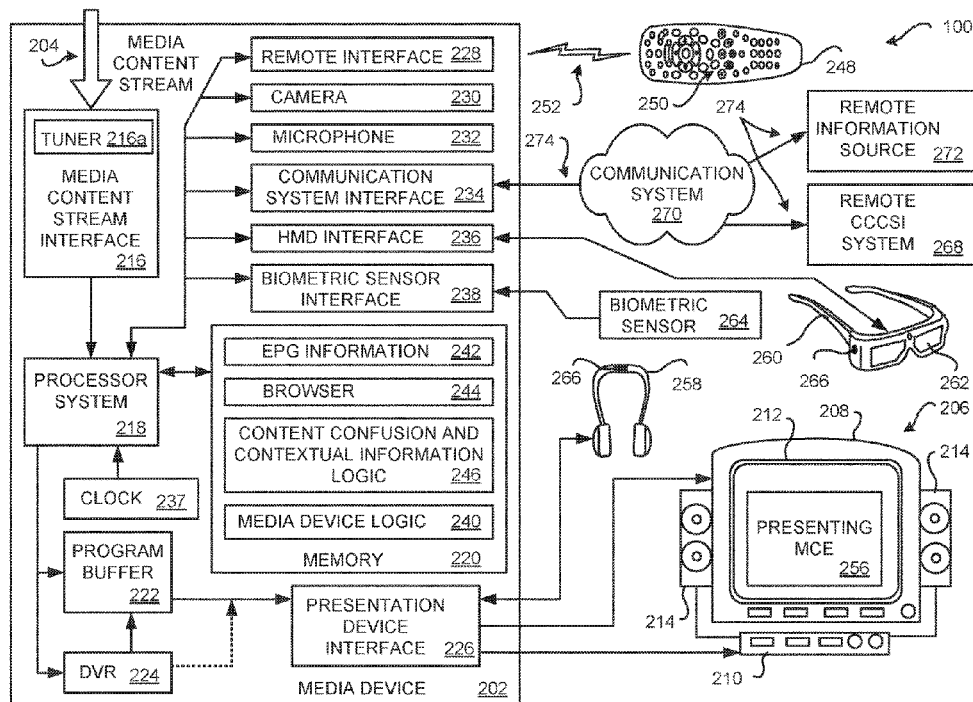 204
MEDIA
CONTENT
STREAM
TUNER 216a
MEDIA
CONTENT
STREAM
INTERFACE
216
REMOTE INTERFACE 228
CAMERA 230
MICROPHONE 232
COMMUNICATION
SYSTEM INTERFACE 234
HMD INTERFACE 236
BIOMETRIC SENSOR
INTERFACE 238
252
250
248
100
274
274
COMMUNICATION
SYSTEM
270
REMOTE
INFORMATION
SOURCE 272
REMOTE
CCCSI
SYSTEM 268
BIOMETRIC
SENSOR 264
260
266
262
PROCESSOR
SYSTEM
218
CLOCK 237
EPG INFORMATION 242
BROWSER 244
CONTENT CONFUSION AND
CONTEXTUAL INFORMATION
LOGIC 246
MEDIA DEVICE LOGIC 240
MEMORY 220
266
258
212
208
206
214
PRESENTING
MCE
256
214
210
PROGRAM
BUFFER
222
DVR 224
PRESENTATION
DEVICE
INTERFACE
226
MEDIA DEVICE 202